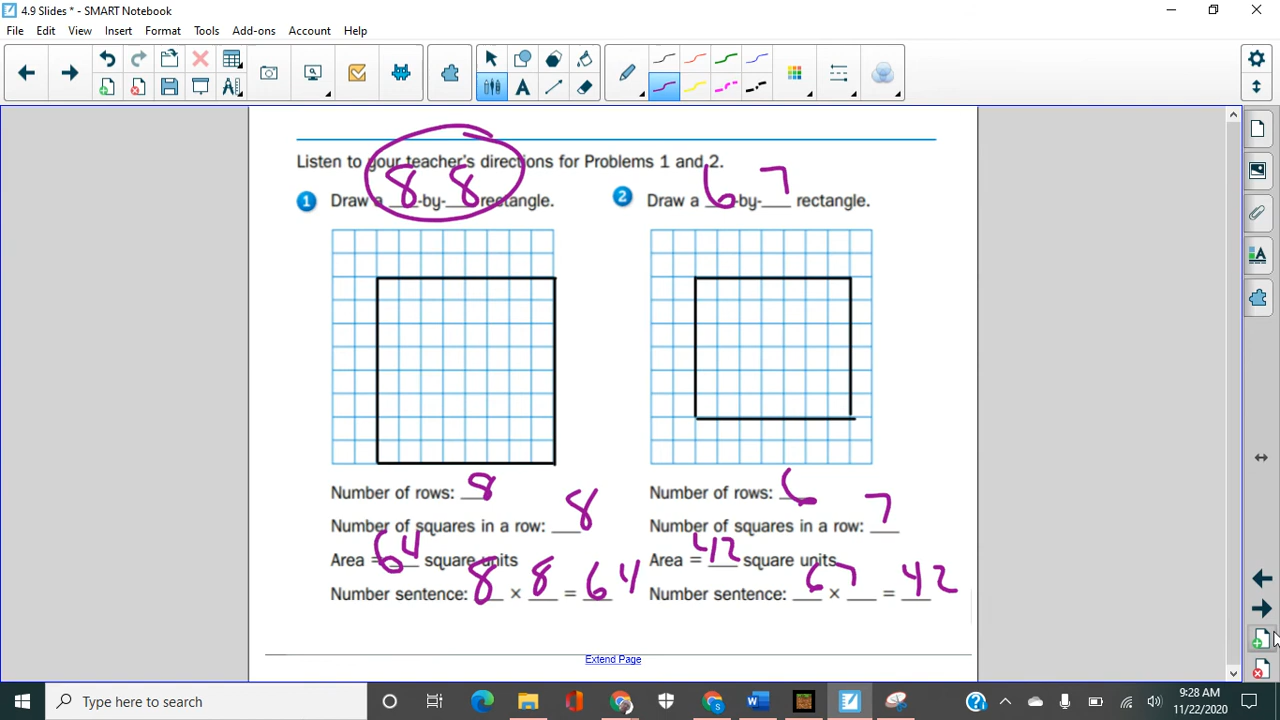 4.9 Slides * - SMART Notebook
File Edit View Insert Format Tools Add-ons Account Help
Listen to your teacher's directions for Problems 1 and 2.
1 Draw a 8-by-8 rectangle.
Number of rows: 8
Number of squares in a row: 8
Area = 64 square units
Number sentence: 8 × 8 = 64
2 Draw a 6-by-7 rectangle.
Number of rows: 6
Number of squares in a row: 7
Area = 42 square units
Number sentence: 6 × 7 = 42
Extend Page
Type here to search
9:28 AM
11/22/2020